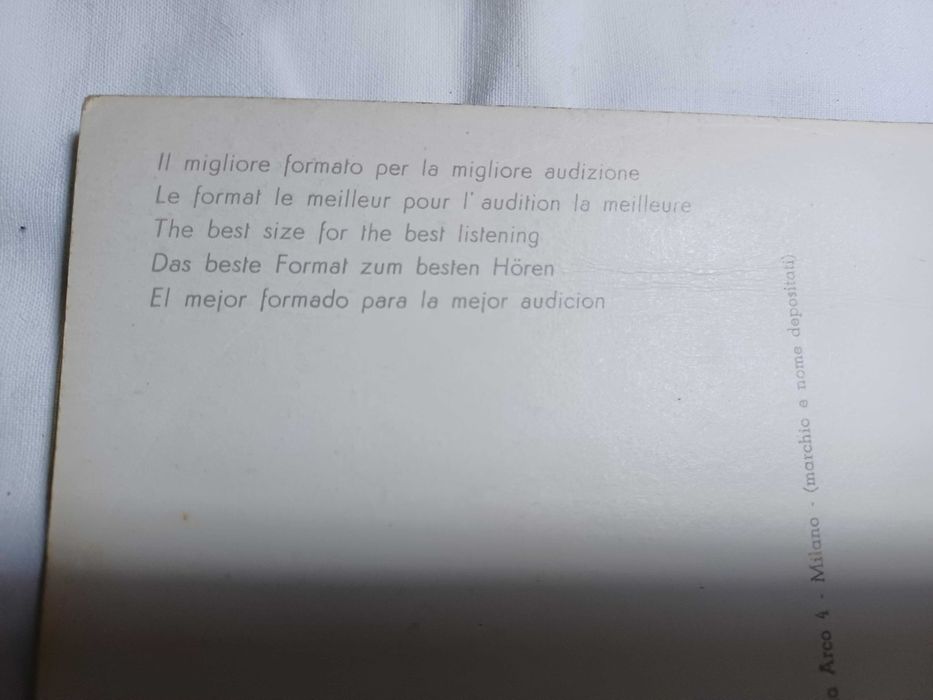 Il migliore formato per la migliore audizione
Le format le meilleur pour l'audition la meilleure
The best size for the best listening
Das beste Format zum besten Hören
El mejor formado para la mejor audicion
Arco 4 - Milano - (marchio e nome depositati)